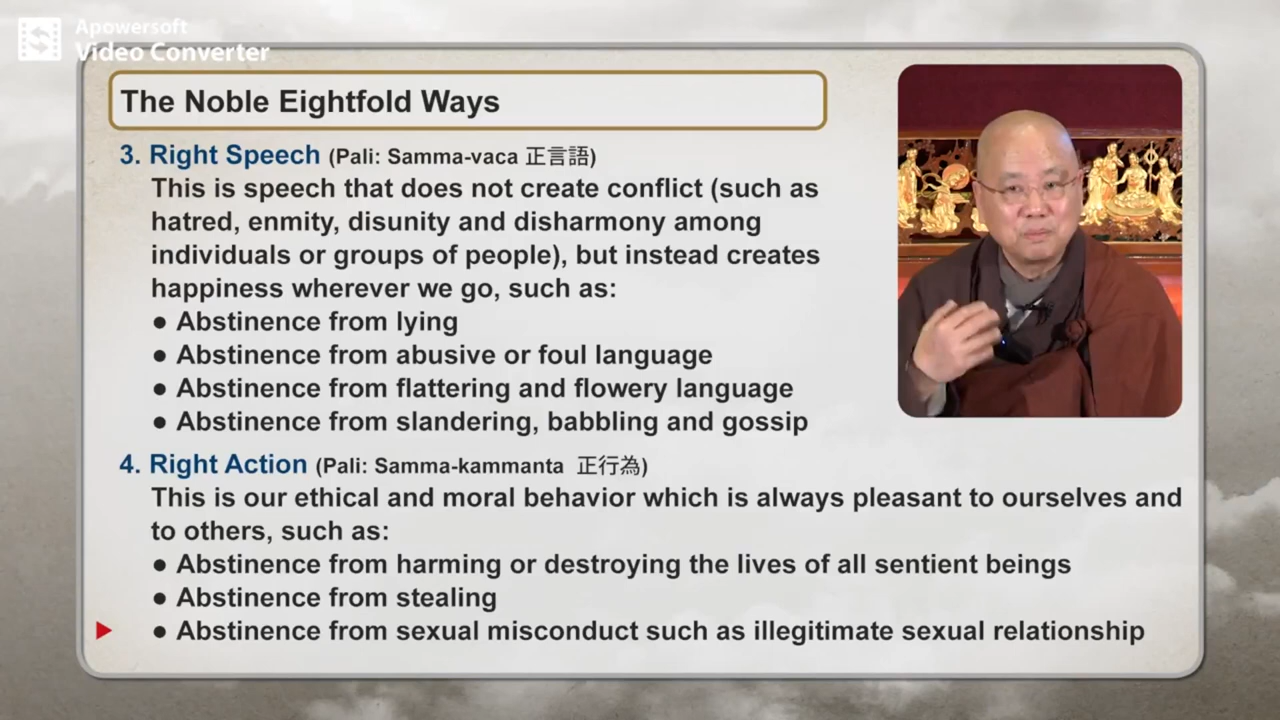 Apowersoft
Video Converter
The Noble Eightfold Ways
3. Right Speech (Pali: Samma-vaca 正言語)
This is speech that does not create conflict (such as
hatred, enmity, disunity and disharmony among
individuals or groups of people), but instead creates
happiness wherever we go, such as:
● Abstinence from lying
● Abstinence from abusive or foul language
● Abstinence from flattering and flowery language
● Abstinence from slandering, babbling and gossip
4. Right Action (Pali: Samma-kammanta 正行為)
This is our ethical and moral behavior which is always pleasant to ourselves and
to others, such as:
● Abstinence from harming or destroying the lives of all sentient beings
● Abstinence from stealing
● Abstinence from sexual misconduct such as illegitimate sexual relationship